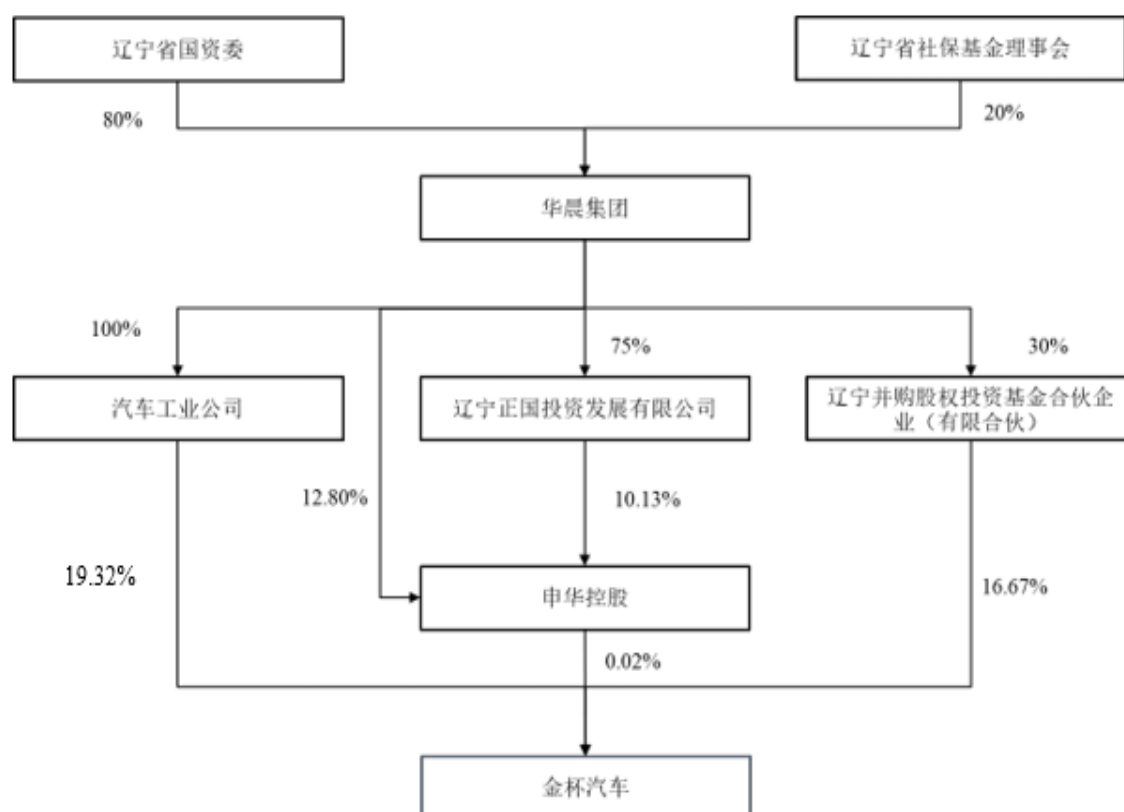 辽宁省国资委
辽宁省社保基金理事会
80%
20%
华晨集团
100%
75%
30%
汽车工业公司
辽宁正国投资发展有限公司
辽宁并购股权投资基金合伙企
业（有限合伙）
12.80%
10.13%
19.32%
16.67%
申华控股
0.02%
金杯汽车